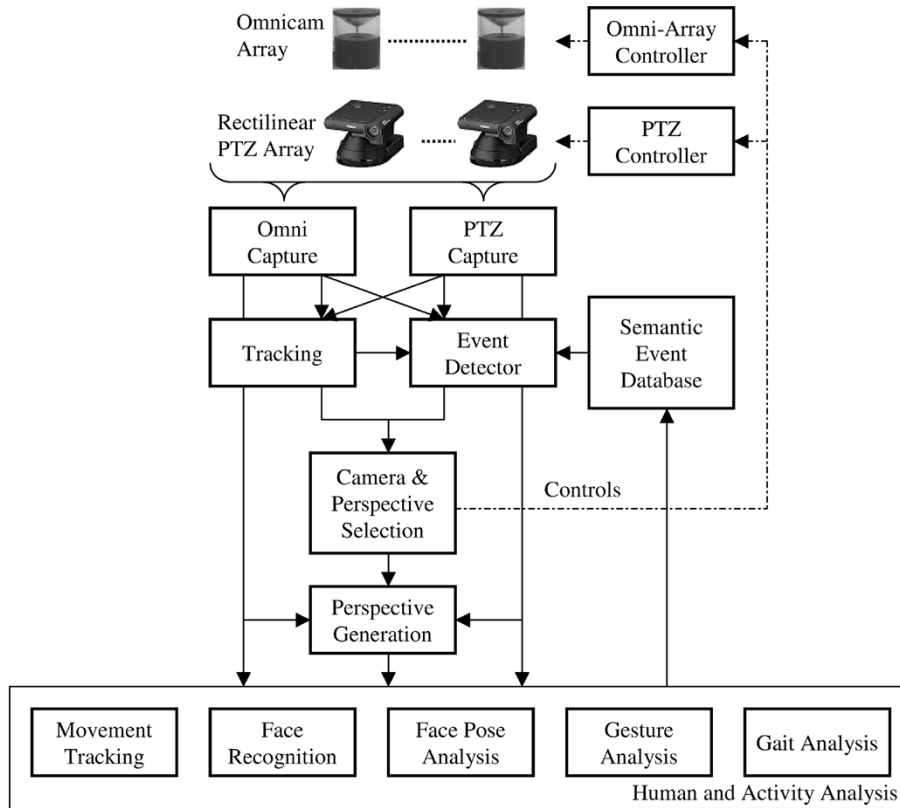 Omnicam
Array
Omni-Array
Controller
Rectilinear
PTZ Array
PTZ
Controller
Omni
Capture
PTZ
Capture
Tracking
Event
Detector
Semantic
Event
Database
Camera &
Perspective
Selection
Controls
Perspective
Generation
Movement
Tracking
Face
Recognition
Face Pose
Analysis
Gesture
Analysis
Gait Analysis
Human and Activity Analysis